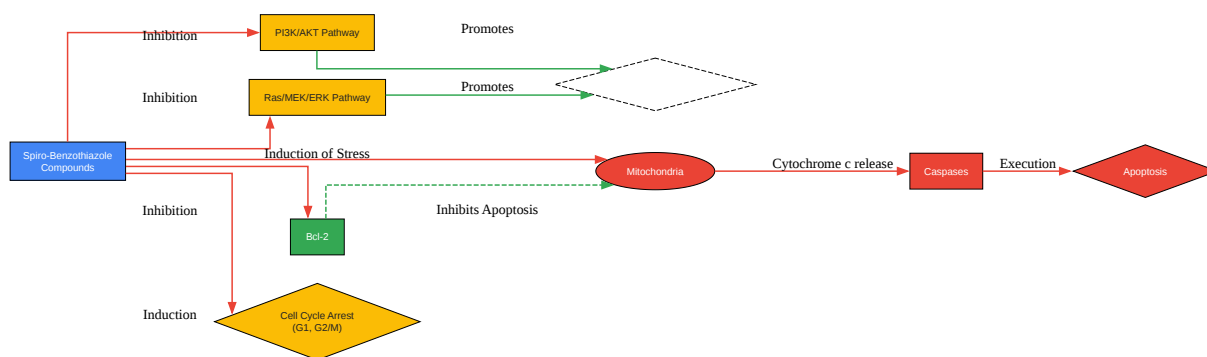 Inhibition
PI3K/AKT Pathway
Promotes
Inhibition
Ras/MEK/ERK Pathway
Promotes
Spiro-Benzothiazole
Compounds
Induction of Stress
Mitochondria
Cytochrome c release
Caspases
Execution
Apoptosis
Inhibition
Inhibits Apoptosis
Bcl-2
Induction
Cell Cycle Arrest
(G1, G2/M)